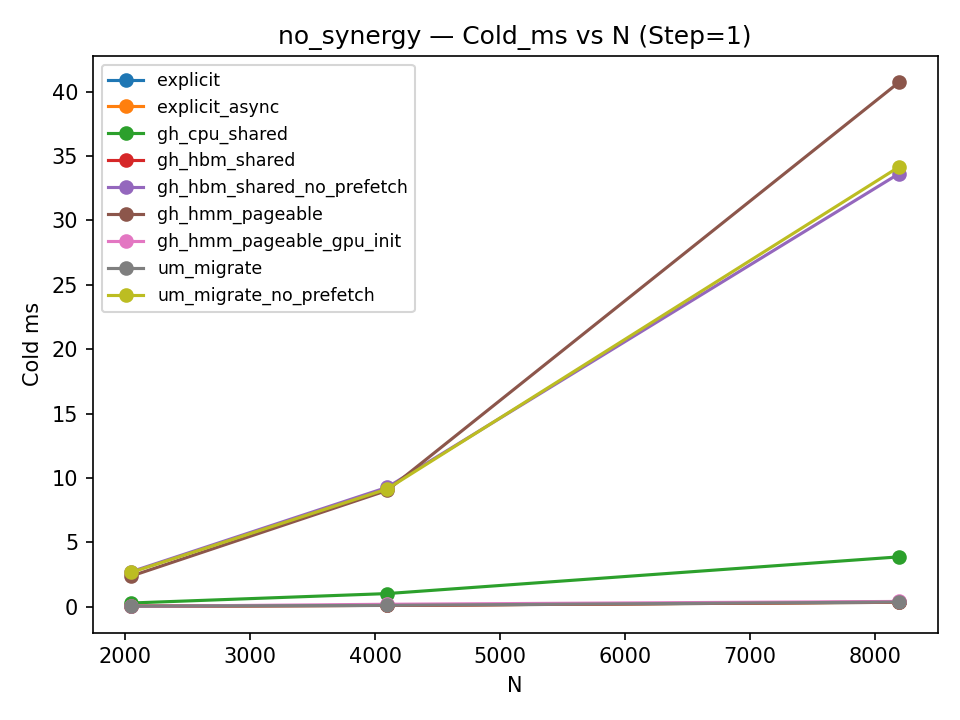 no_synergy — Cold_ms vs N (Step=1)
explicit
explicit_async
gh_cpu_shared
gh_hbm_shared
gh_hbm_shared_no_prefetch
gh_hmm_pageable
gh_hmm_pageable_gpu_init
um_migrate
um_migrate_no_prefetch
Cold ms
40
35
30
25
20
15
10
5
0
2000 3000 4000 5000 6000 7000 8000
N